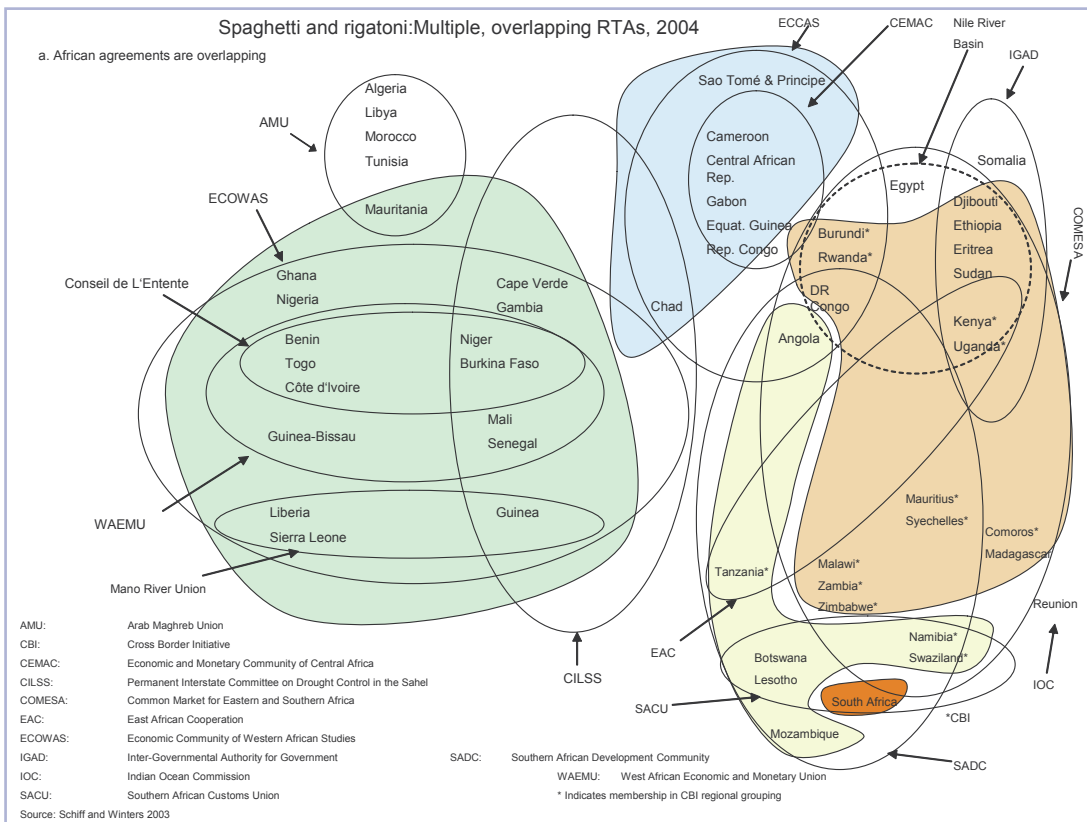 Spaghetti and rigatoni:Multiple, overlapping RTAs, 2004
a. African agreements are overlapping
ECCAS
CEMAC
Nile River
Basin
IGAD
AMU
Algeria
Libya
Morocco
Tunisia
Mauritania
ECOWAS
Conseil de L'Entente
Ghana
Nigeria
Cape Verde
Gambia
Benin
Togo
Côte d'Ivoire
Niger
Burkina Faso
Guinea-Bissau
Mali
Senegal
WAEMU
Liberia
Sierra Leone
Guinea
Mano River Union
CILSS
Sao Tomé & Principe
Cameroon
Central African
Rep.
Gabon
Equat. Guinea
Rep. Congo
Chad
Egypt
Somalia
Djibouti
Ethiopia
Eritrea
Sudan
Kenya*
Uganda*
COMESA
Burundi*
Rwanda*
DR
Congo
Angola
Mauritius*
Syechelles*
Comoros*
Madagascar
Tanzania*
Malawi*
Zambia*
Zimbabwe*
Reunion
IOC
EAC
Namibia*
Swaziland*
Botswana
Lesotho
South Africa
SACU
*CBI
Mozambique
SADC
AMU: Arab Maghreb Union
CBI: Cross Border Initiative
CEMAC: Economic and Monetary Community of Central Africa
CILSS: Permanent Interstate Committee on Drought Control in the Sahel
COMESA: Common Market for Eastern and Southern Africa
EAC: East African Cooperation
ECOWAS: Economic Community of Western African Studies
IGAD: Inter-Governmental Authority for Government
SADC: Southern African Development Community
IOC: Indian Ocean Commission
WAEMU: West African Economic and Monetary Union
SACU: Southern African Customs Union
* Indicates membership in CBI regional grouping
Source: Schiff and Winters 2003